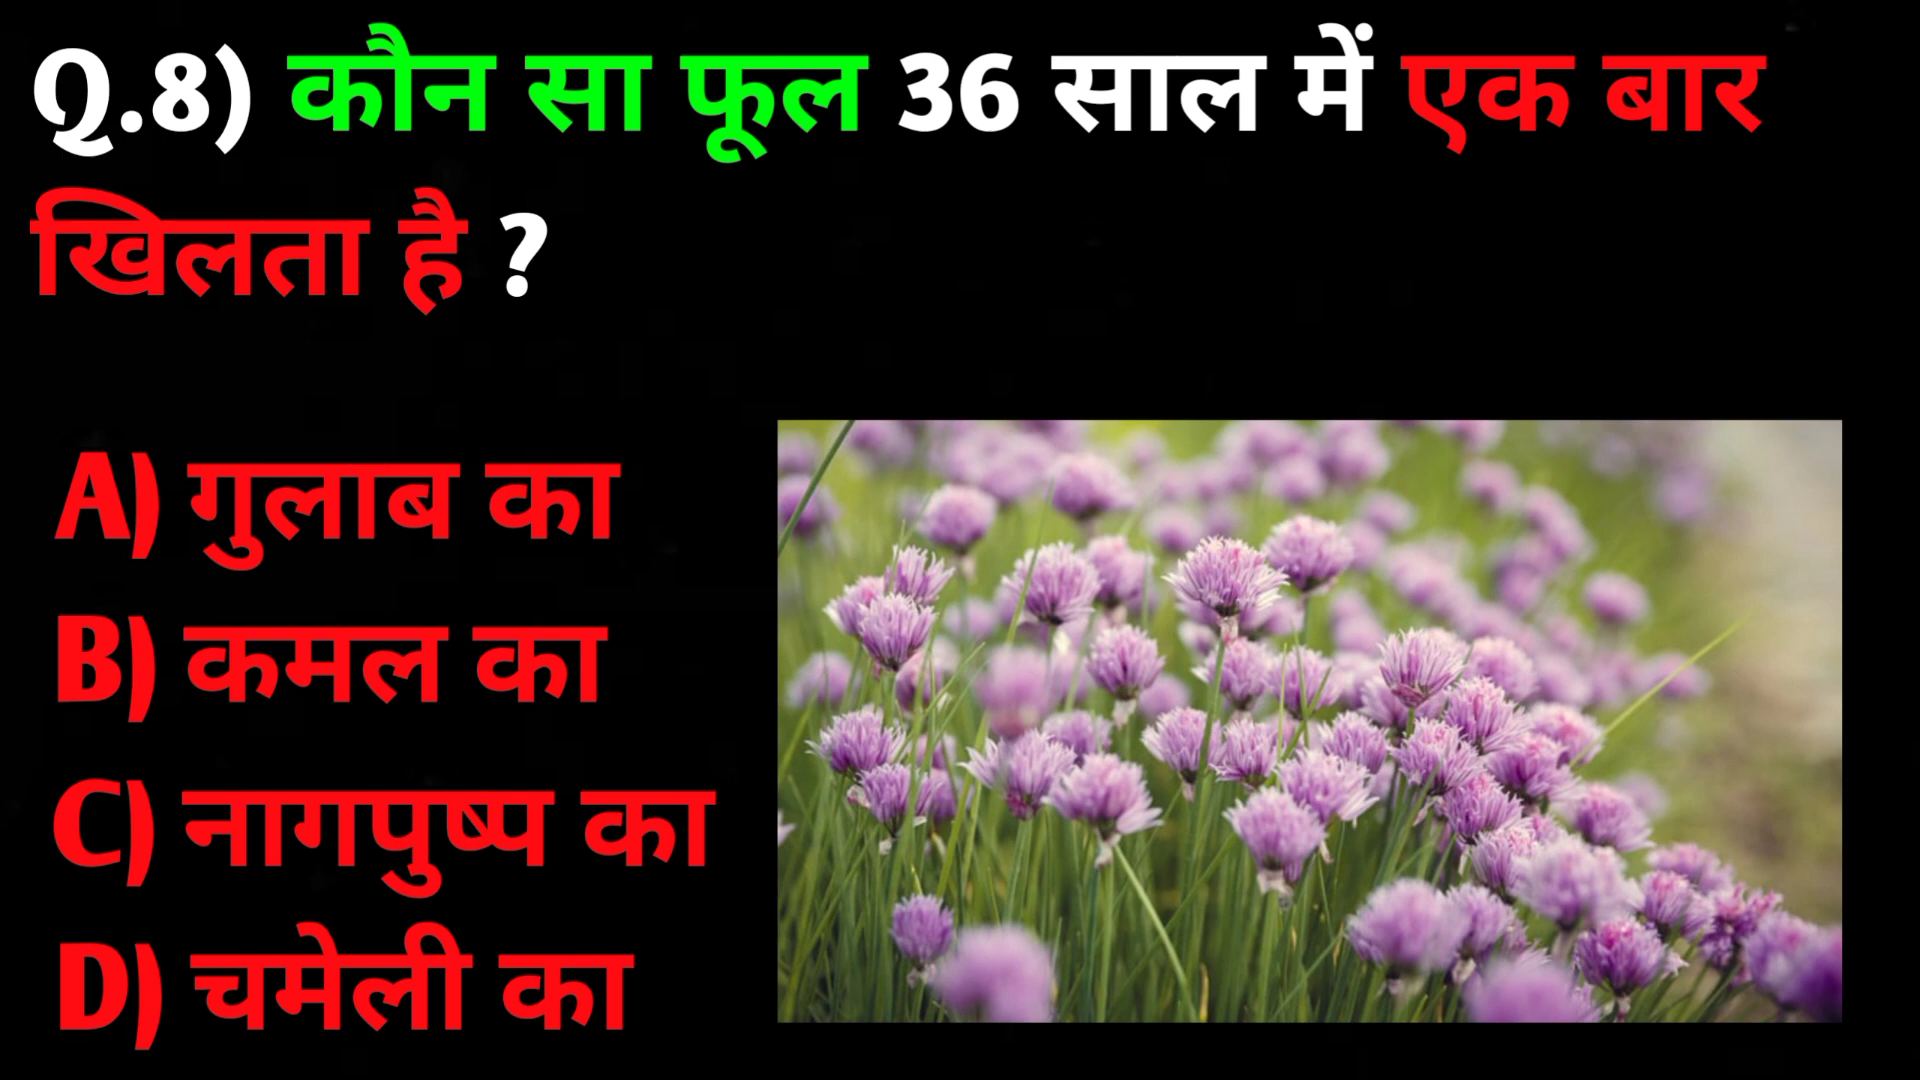 Q.8) कौन सा फूल 36 साल में एक बार
खिलता है ?
A) गुलाब का
B) कमल का
C) नागपुष्प का
D) चमेली का